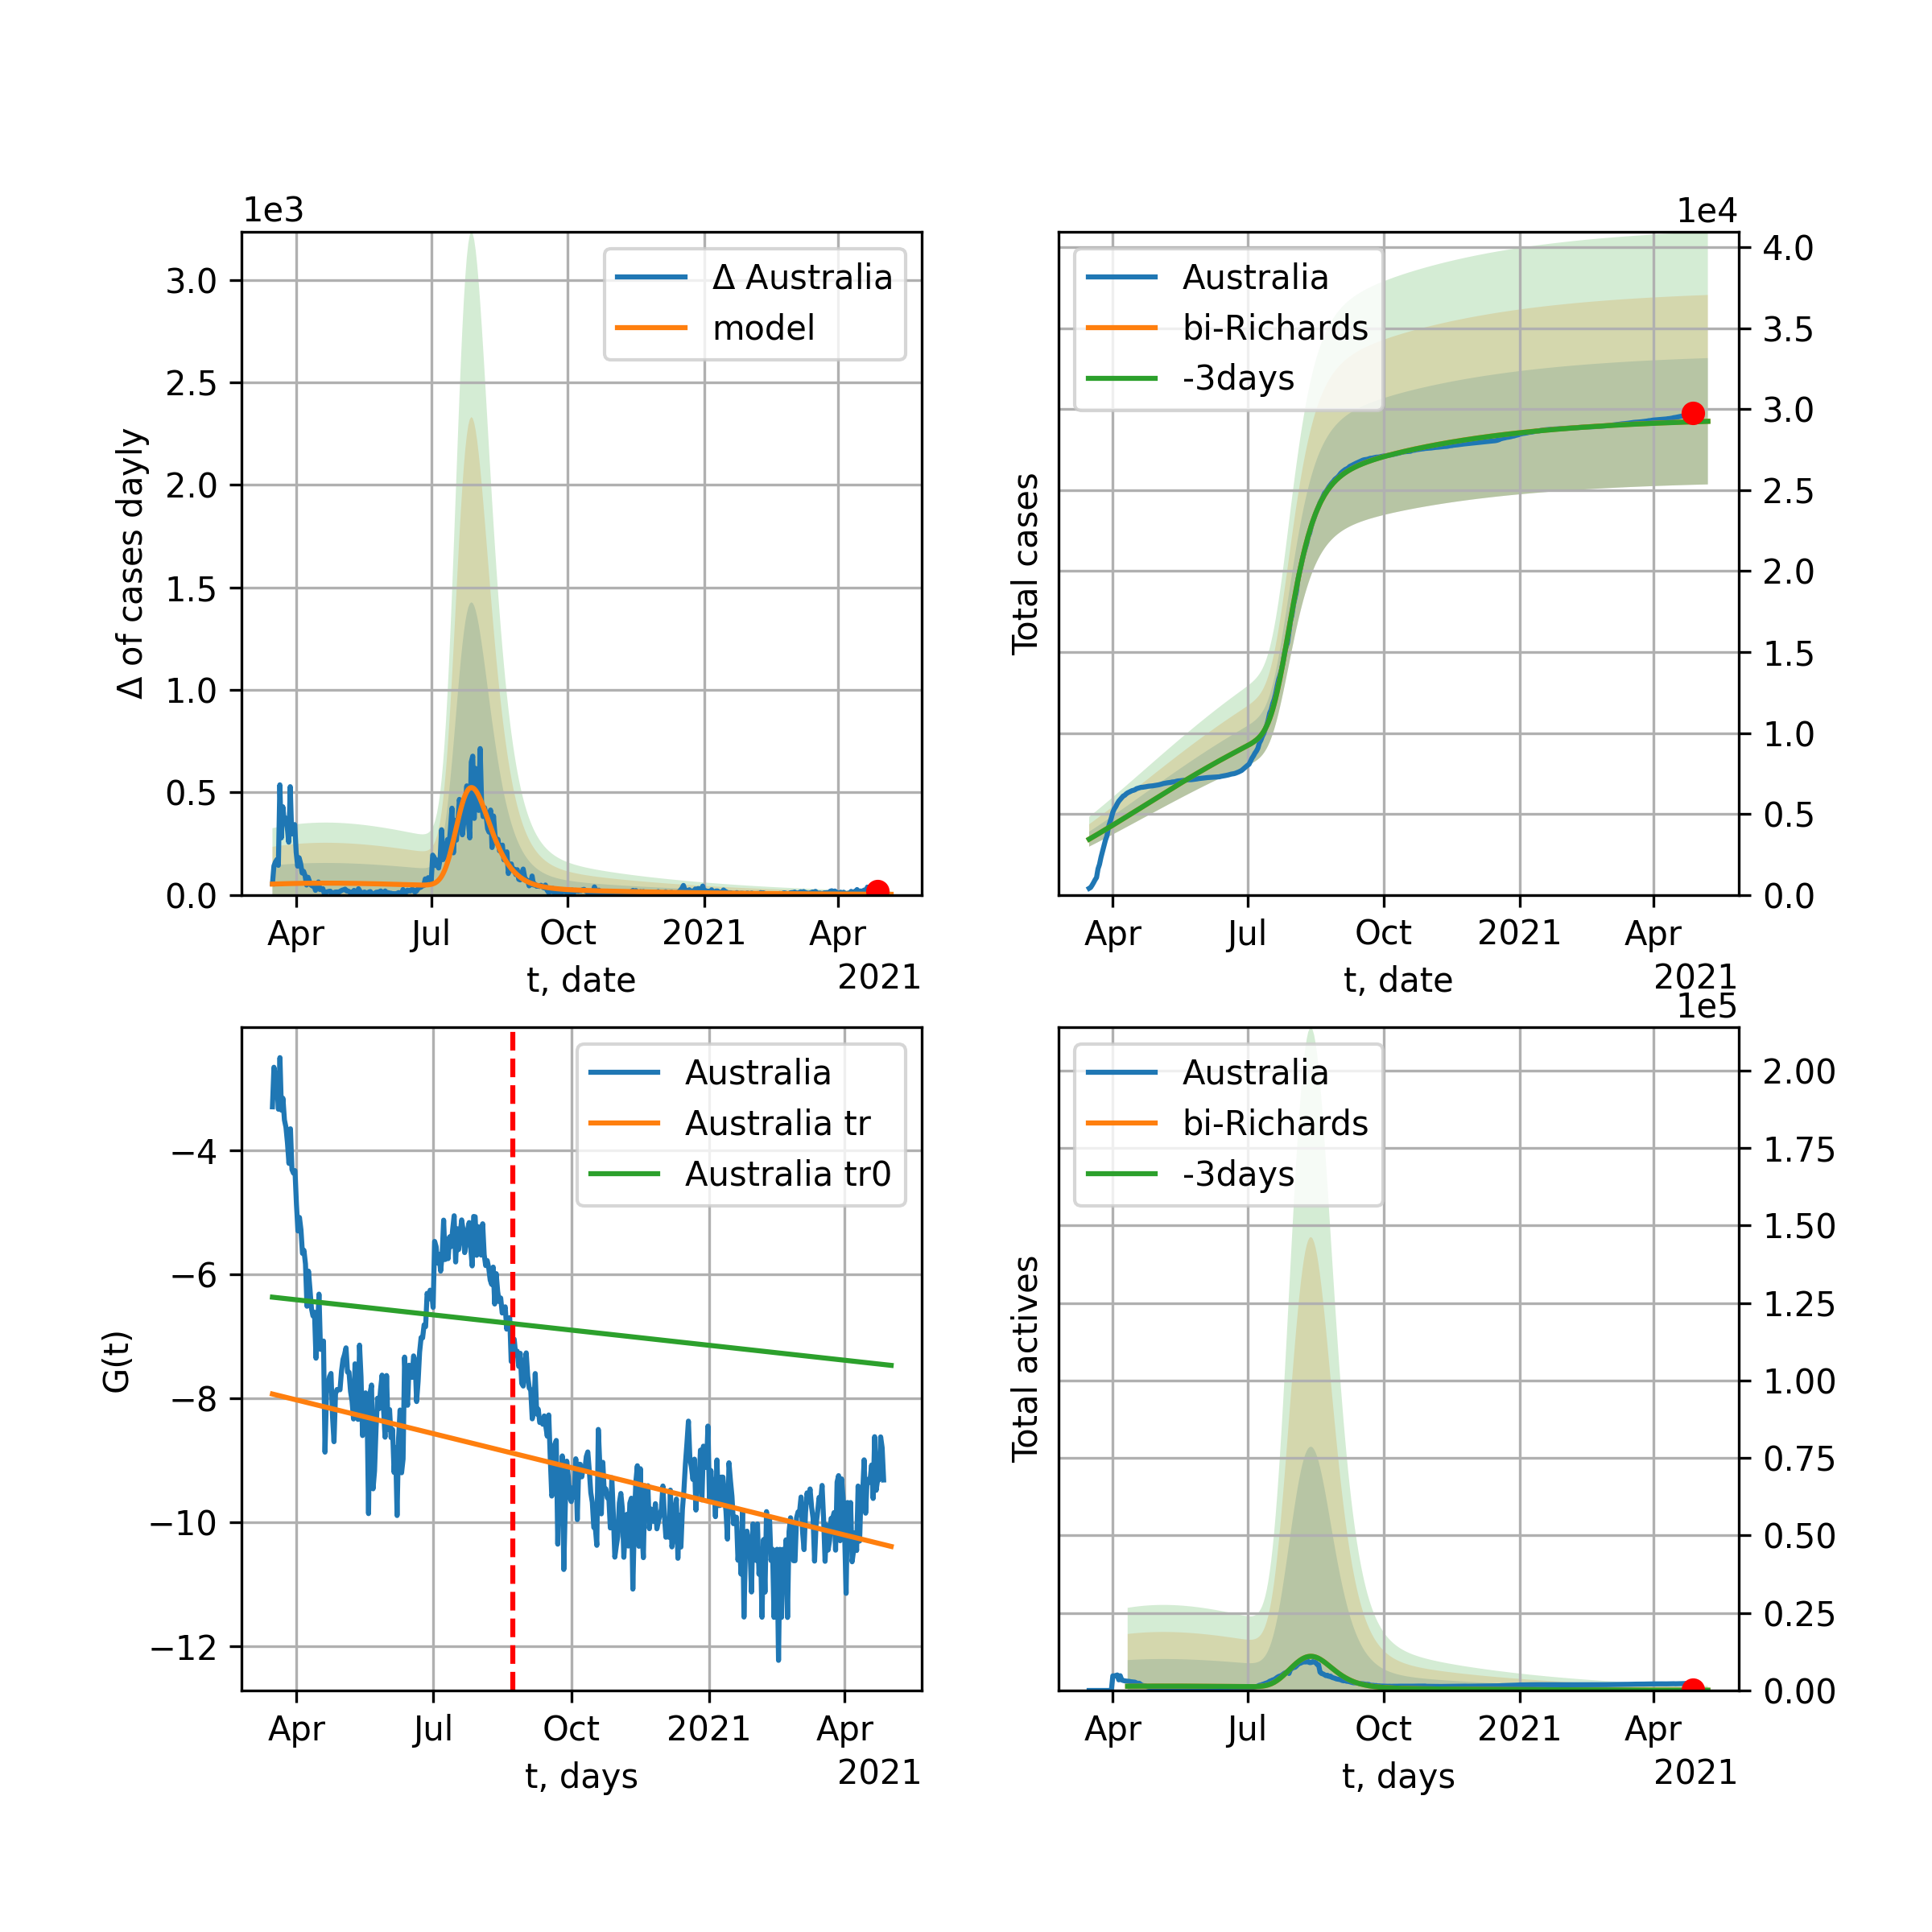 1e3
3.0
2.5
2.0
1.5
1.0
0.5
0.0
Δ of cases dayly
Δ Australia
model
Apr Jul Oct 2021 Apr
t, date
2021
1e4
Total cases
Australia
bi-Richards
-3days
4.0
3.5
3.0
2.5
2.0
1.5
1.0
0.5
0.0
Apr Jul Oct 2021 Apr
t, date
2021
G(t)
−4
−6
−8
−10
−12
Australia
Australia tr
Australia tr0
Apr Jul Oct 2021 Apr
t, days
2021
1e5
Total actives
Australia
bi-Richards
-3days
2.00
1.75
1.50
1.25
1.00
0.75
0.50
0.25
0.00
Apr Jul Oct 2021 Apr
t, days
2021